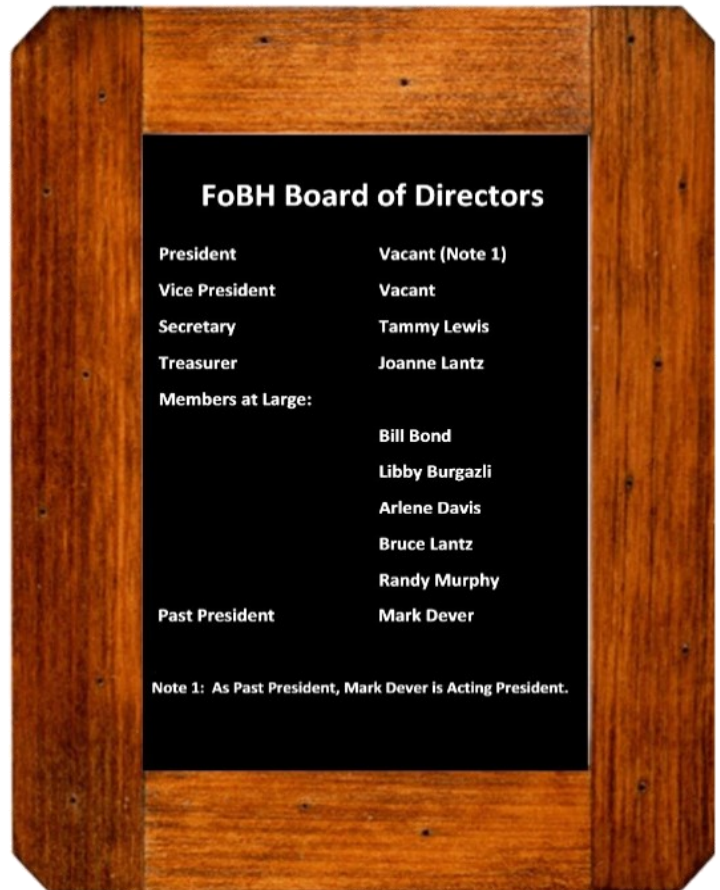 FoBH Board of Directors
President Vacant (Note 1)
Vice President Vacant
Secretary Tammy Lewis
Treasurer Joanne Lantz
Members at Large:
Bill Bond
Libby Burgazli
Arlene Davis
Bruce Lantz
Randy Murphy
Past President Mark Dever
Note 1: As Past President, Mark Dever is Acting President.